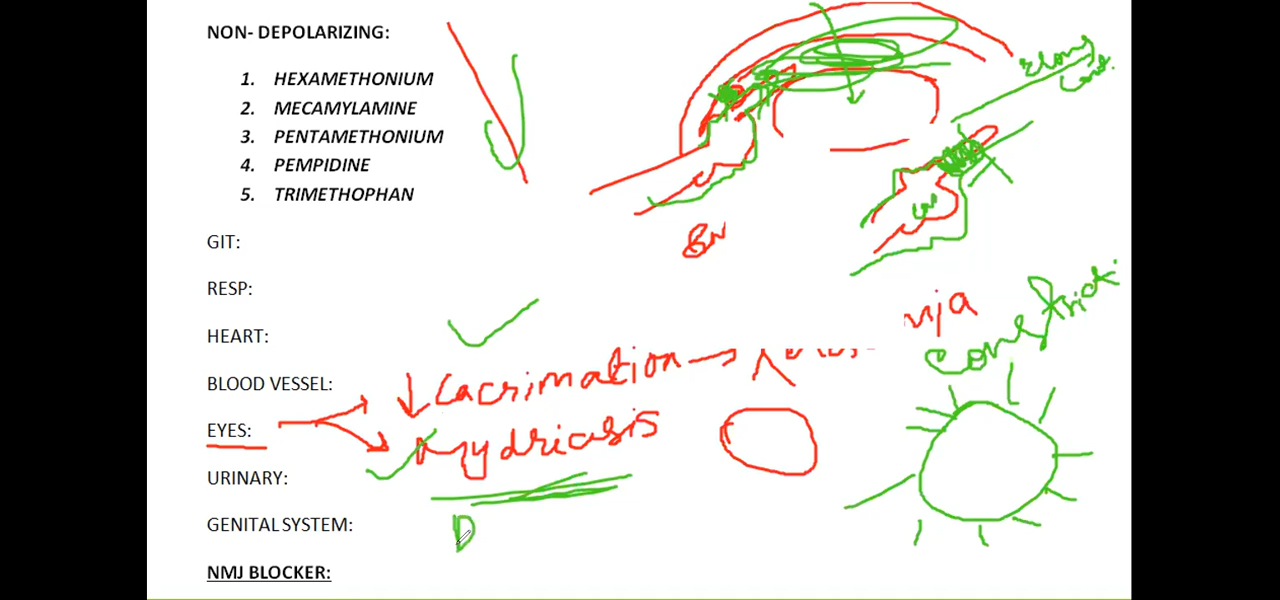 NON- DEPOLARIZING:
1. HEXAMETHONIUM
2. MECAMYLAMINE
3. PENTAMETHONIUM
4. PEMPIDINE
5. TRIMETHOPHAN
GIT:
RESP:
HEART:
BLOOD VESSEL:
↓ Lacrimation →
EYES:
Mydriasis
URINARY:
GENITAL SYSTEM:
D
NMJ BLOCKER: